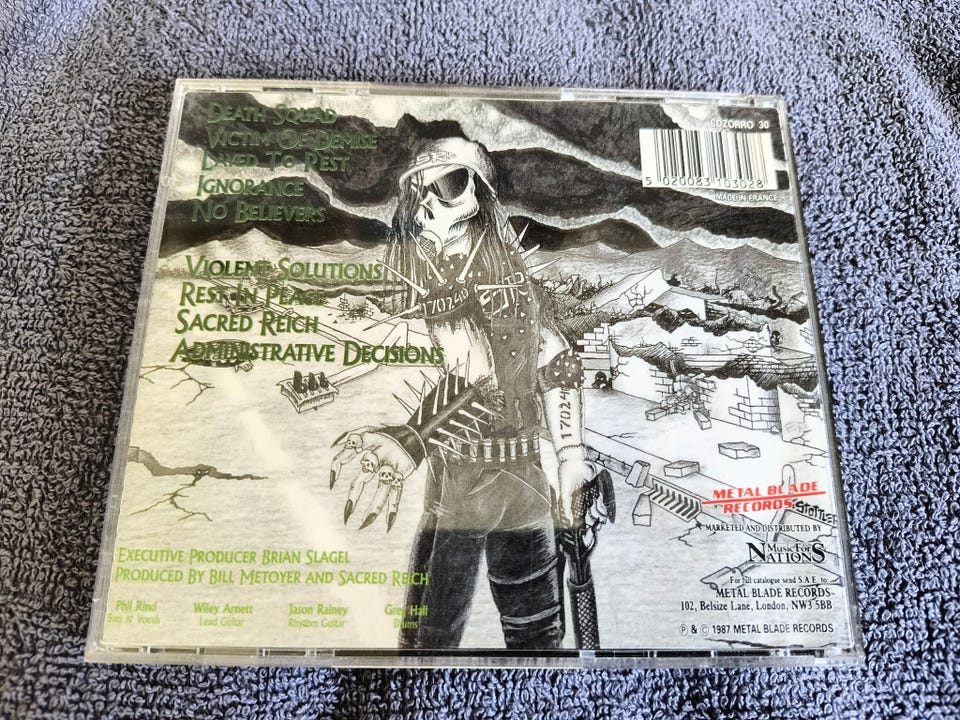 DEATH SQUAD
VICTIM OF DEMISE
LAYED TO REST
IGNORANCE
NO BELIEVERS
VIOLENT SOLUTIONS
REST IN PEACE
SACRED REICH
ADMINISTRATIVE DECISIONS
CDZORRO 30
5 020083 103028
MADE IN FRANCE
SR
170240
17024
EXECUTIVE PRODUCER BRIAN SLAGEL
PRODUCED BY BILL METOYER AND SACRED REICH
Phil Rind
Bass & Vocals
Wiley Arnett
Lead Guitar
Jason Rainey
Rhythm Guitar
Greg Hall
Drums
METAL BLADE
RECORDS
MARKETED AND DISTRIBUTED BY
Music For
NATIONS
For full catalogue send S.A.E. to...
METAL BLADE RECORDS
102, Belsize Lane, London, NW3 5BB
℗ & © 1987 METAL BLADE RECORDS